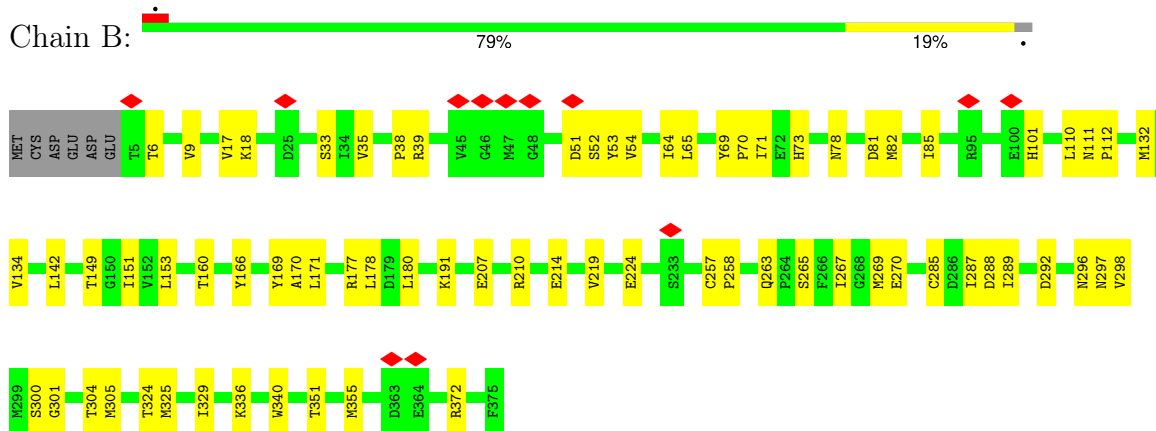 Chain B:
79% 19%
MET CYS ASP GLU ASP GLU T5 T6 V9 V17 K18 D25 S33 I34 V35 P38 R39 V45 G46 M47 G48 D51 S52 Y53 V54 I64 L65 Y69 P70 I71 E72 H73 N78 D81 M82 I85 R95 E100 H101 L110 N111 P112 M132
V134 L142 T149 G150 I151 V152 L153 T160 Y166 Y169 A170 L171 R177 L178 D179 L180 K191 E207 R210 E214 V219 E224 S233 C257 P258 Q263 P264 S265 F266 I267 G268 M269 E270 C285 D286 I287 D288 I289 D292 N296 N297 V298
M299 S300 G301 T304 M305 T324 M325 I329 K336 W340 T351 M355 D363 E364 R372 F375